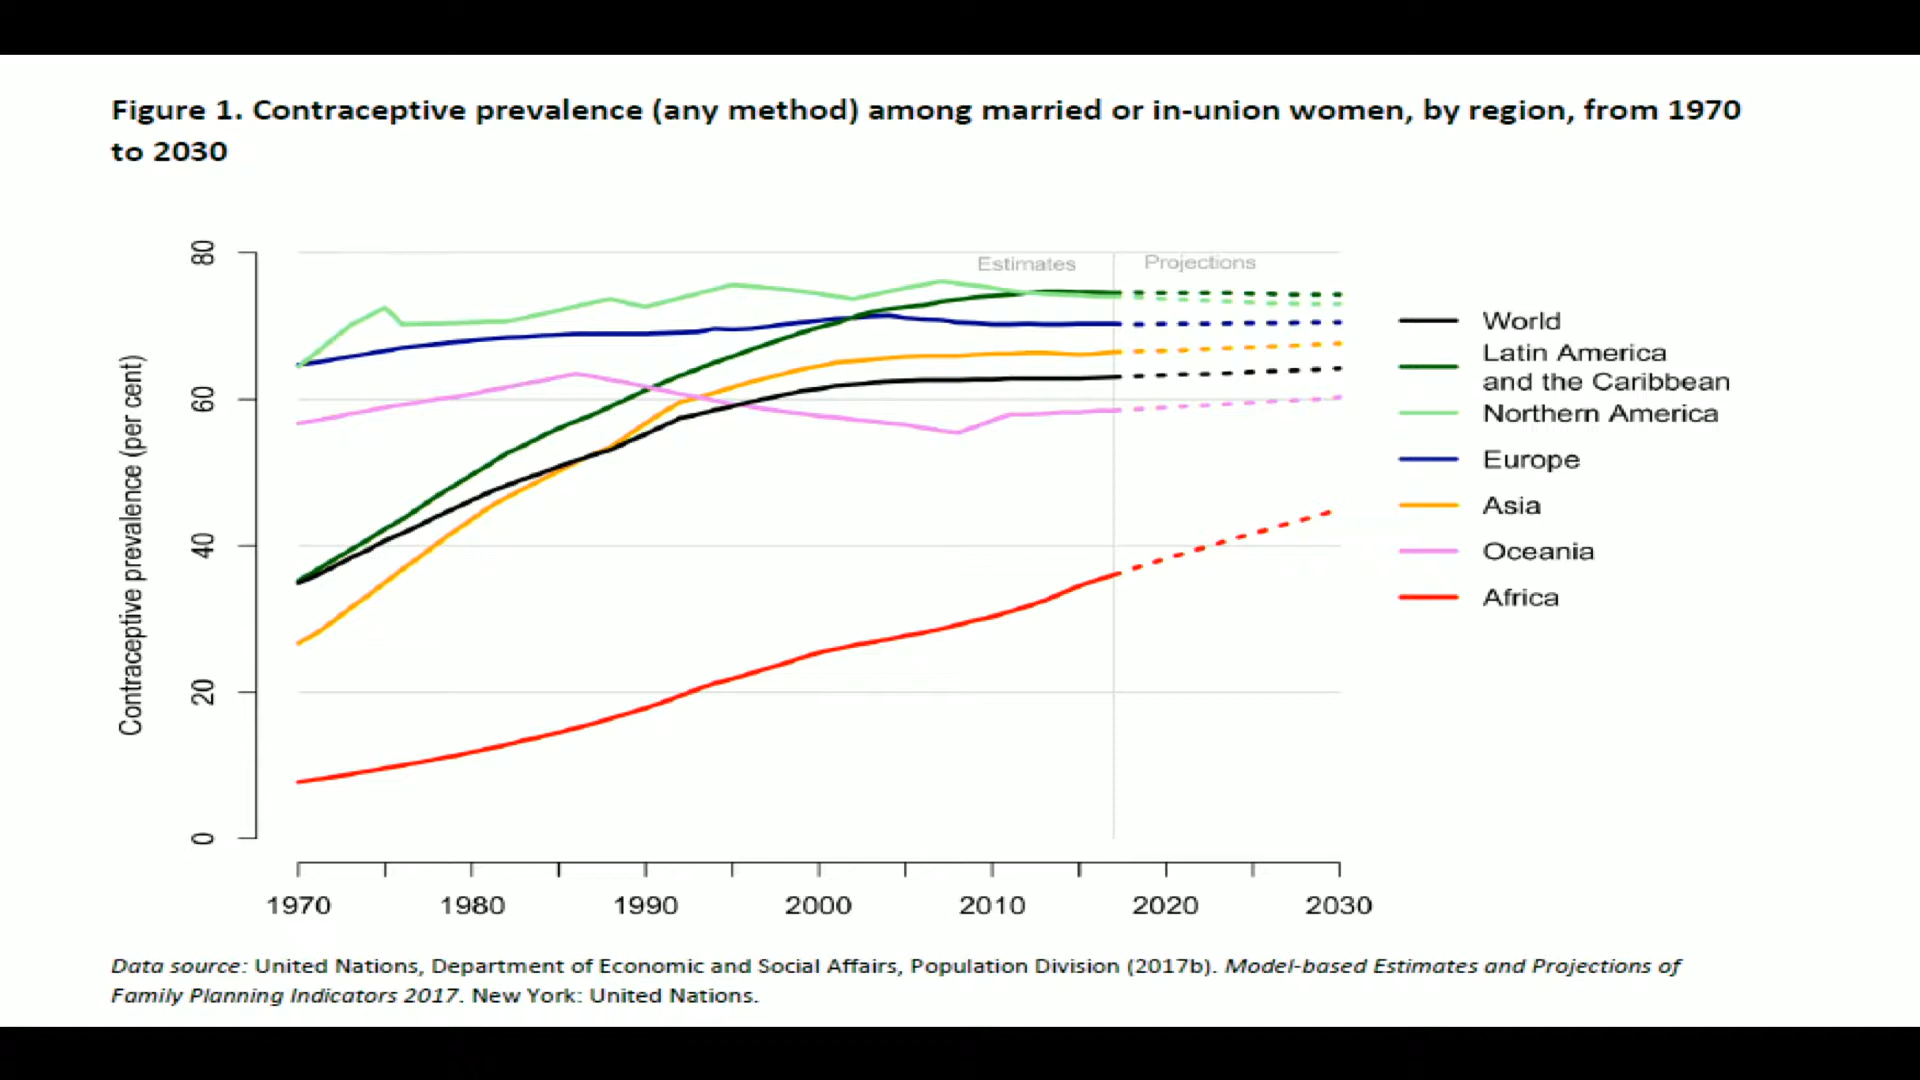 Figure 1. Contraceptive prevalence (any method) among married or in-union women, by region, from 1970
to 2030
Contraceptive prevalence (per cent)
80
60
40
20
0
Estimates
Projections
World
Latin America
and the Caribbean
Northern America
Europe
Asia
Oceania
Africa
1970 1980 1990 2000 2010 2020 2030
Data source: United Nations, Department of Economic and Social Affairs, Population Division (2017b). Model-based Estimates and Projections of
Family Planning Indicators 2017. New York: United Nations.